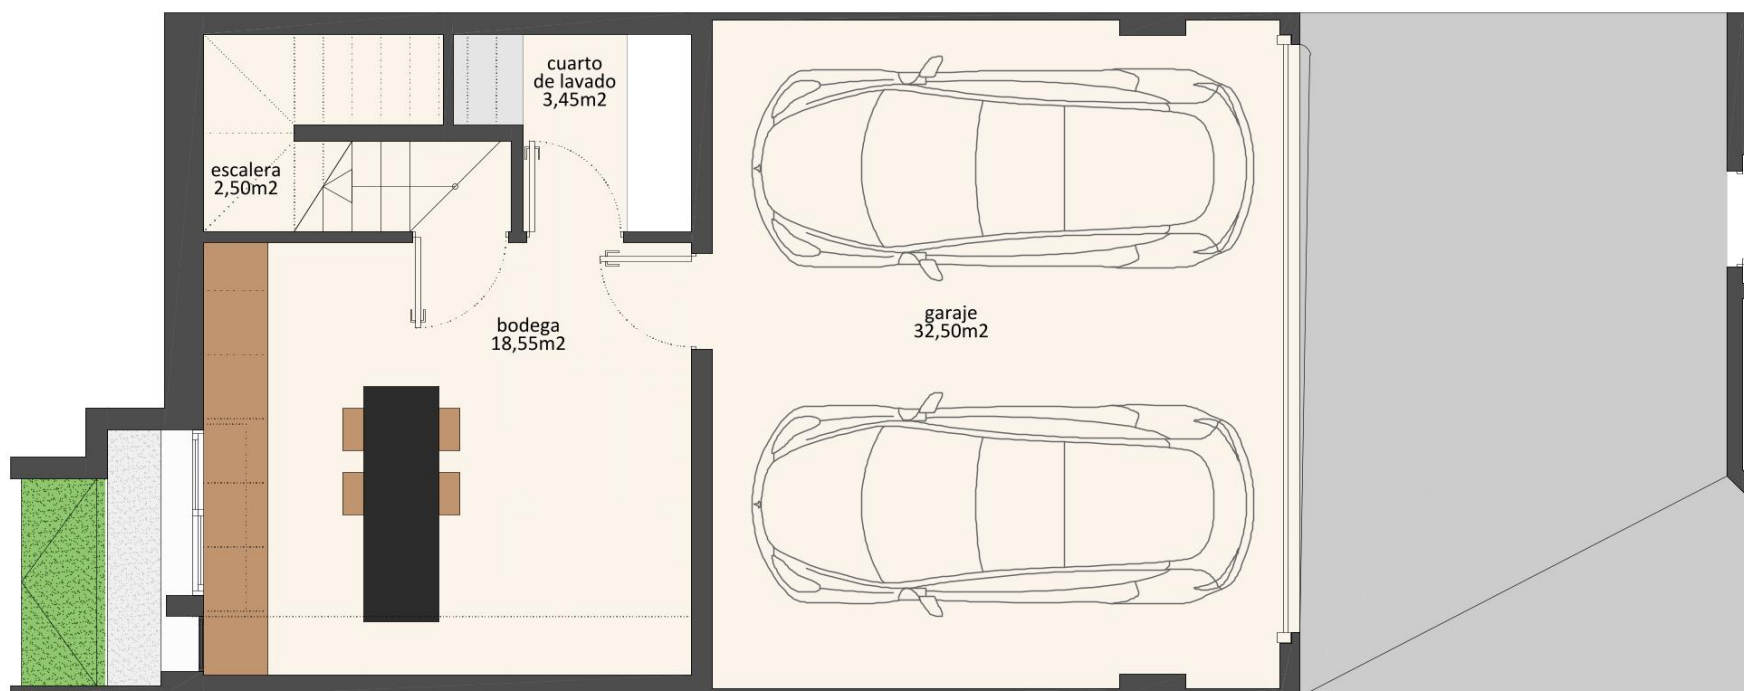 cuarto
de lavado
3,45m2
escalera
2,50m2
bodega
18,55m2
garaje
32,50m2